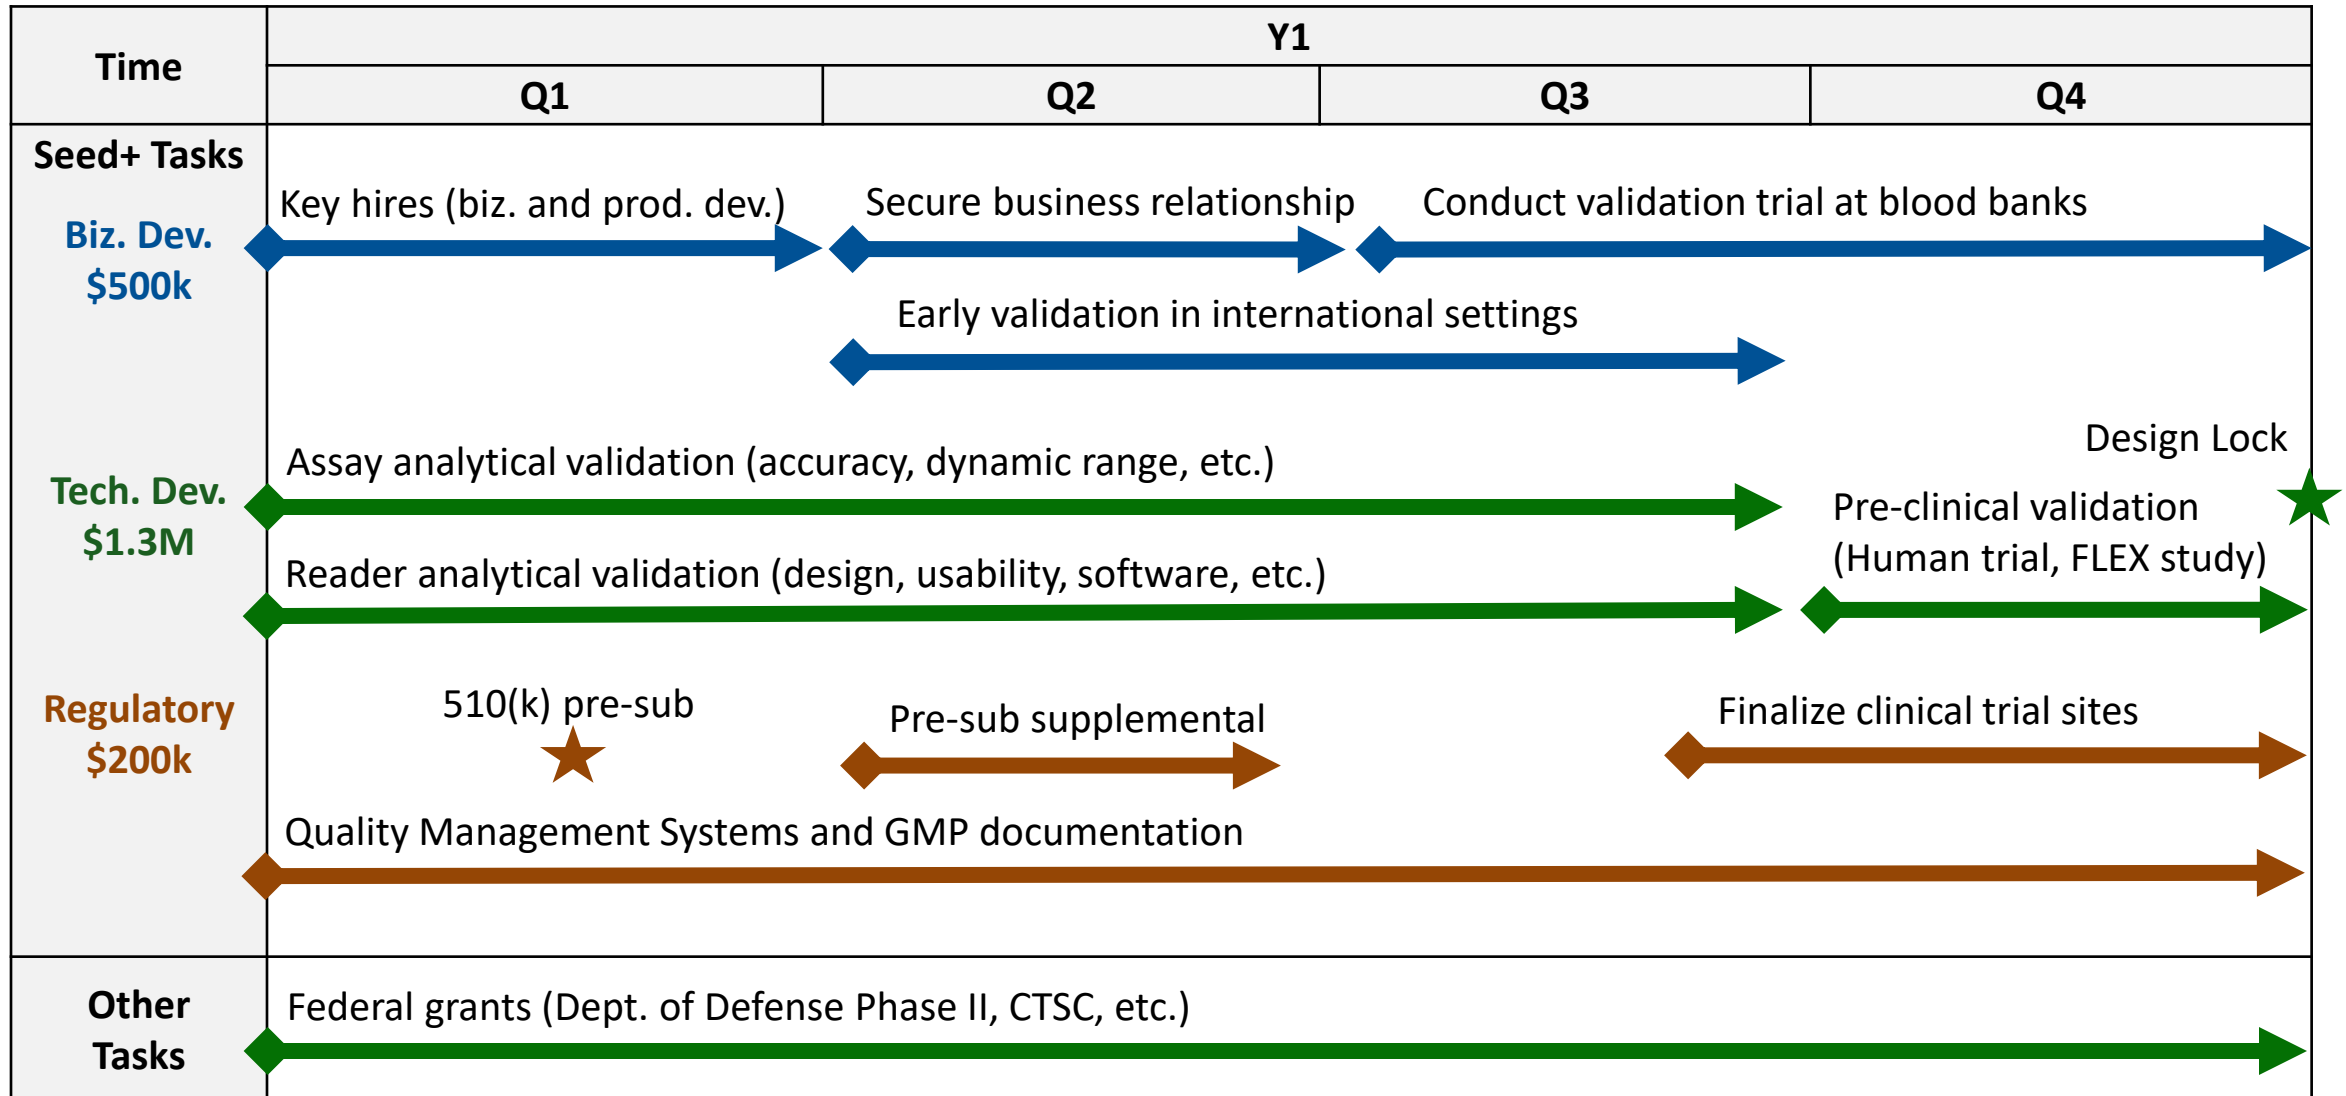 Time
Y1
Q1
Q2
Q3
Q4
Seed+ Tasks
Biz. Dev.
$500k
Key hires (biz. and prod. dev.)
Secure business relationship
Conduct validation trial at blood banks
Early validation in international settings
Tech. Dev.
$1.3M
Assay analytical validation (accuracy, dynamic range, etc.)
Design Lock
Reader analytical validation (design, usability, software, etc.)
Pre-clinical validation
(Human trial, FLEX study)
Regulatory
$200k
510(k) pre-sub
Pre-sub supplemental
Finalize clinical trial sites
Quality Management Systems and GMP documentation
Other
Tasks
Federal grants (Dept. of Defense Phase II, CTSC, etc.)